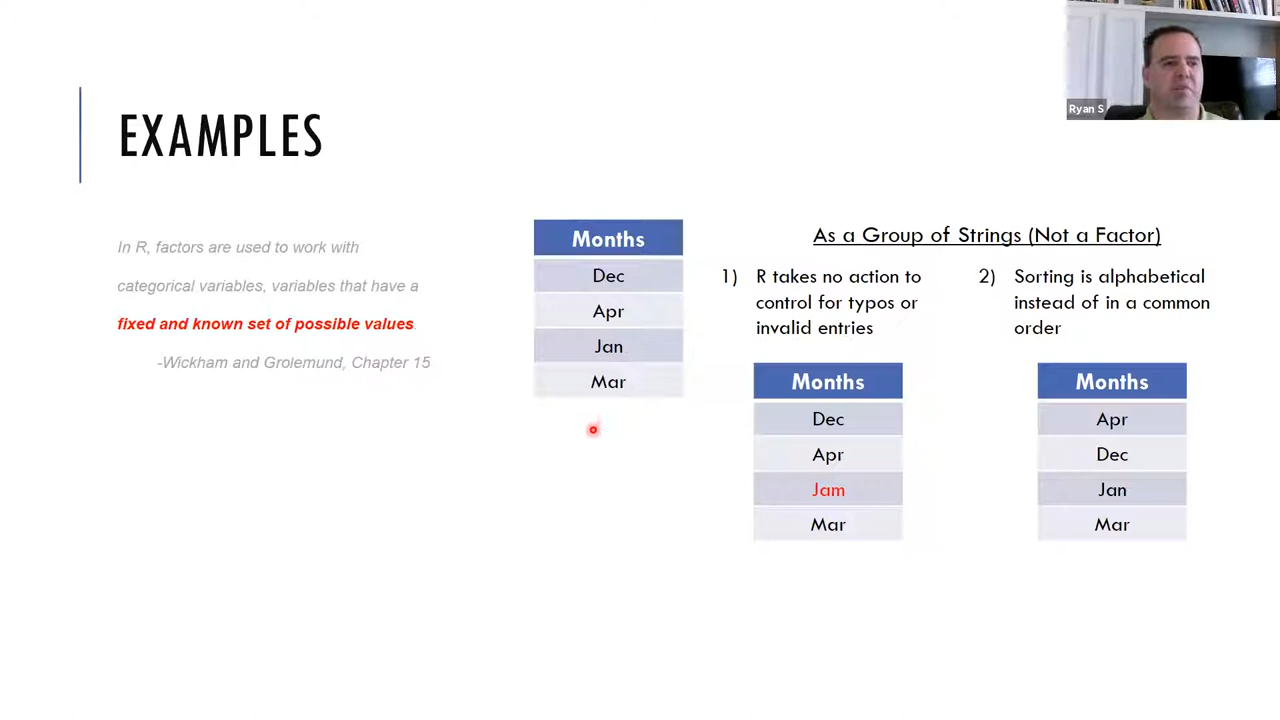 Ryan S
EXAMPLES
In R, factors are used to work with
categorical variables, variables that have a
fixed and known set of possible values.
-Wickham and Grolemund, Chapter 15
Months
Dec
Apr
Jan
Mar
As a Group of Strings (Not a Factor)
1) R takes no action to
control for typos or
invalid entries
Months
Dec
Apr
Jam
Mar
2) Sorting is alphabetical
instead of in a common
order
Months
Apr
Dec
Jan
Mar